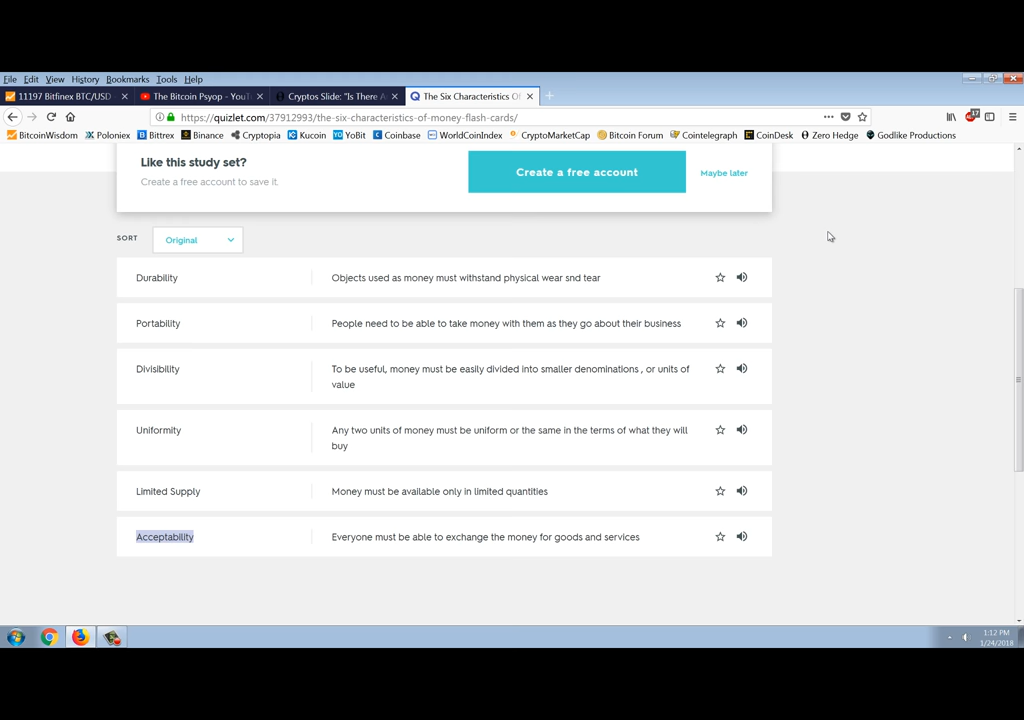 File Edit View History Bookmarks Tools Help
11197 Bitfinex BTC/USD The Bitcoin Psyop - YouT Cryptos Slide: "Is There A The Six Characteristics Of
https://quizlet.com/37912993/the-six-characteristics-of-money-flash-cards/
17
BitcoinWisdom Poloniex Bittrex Binance Cryptopia Kucoin YoBit Coinbase WorldCoinIndex CryptoMarketCap Bitcoin Forum Cointelegraph CoinDesk Zero Hedge Godlike Productions
Like this study set?
Create a free account to save it
Create a free account
Maybe later
SORT Original
Durability Objects used as money must withstand physical wear snd tear
Portability People need to be able to take money with them as they go about their business
Divisibility To be useful, money must be easily divided into smaller denominations , or units of
value
Uniformity Any two units of money must be uniform or the same in the terms of what they will
buy
Limited Supply Money must be available only in limited quantities
Acceptability Everyone must be able to exchange the money for goods and services
1:12 PM
1/24/2018